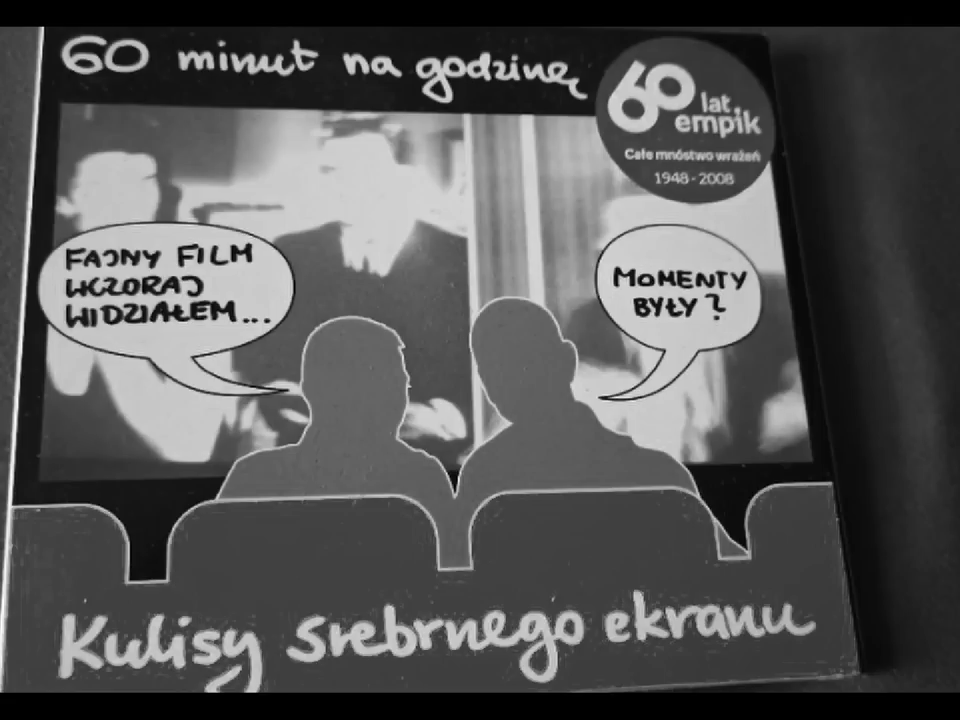 60 minut na godzinę
60 lat
empik
Całe mnóstwo wrażeń
1948-2008
FAJNY FILM
WCZORAJ
WIDZIAŁEM...
MOMENTY
BYŁY?
Kulisy srebrnego ekranu